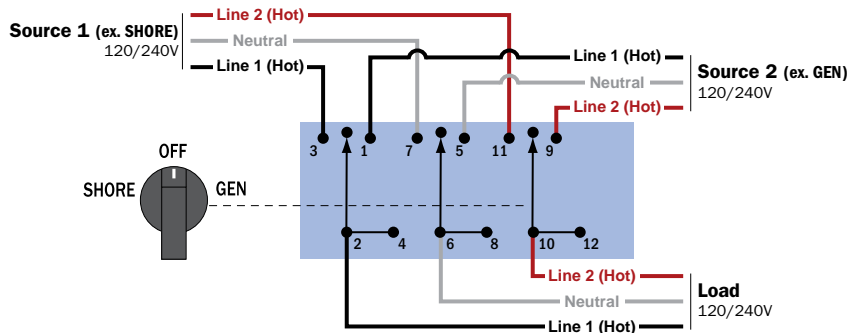 Source 1 (ex. SHORE)
120/240V
Line 2 (Hot)
Neutral
Line 1 (Hot)
Line 1 (Hot)
Neutral
Line 2 (Hot)
Source 2 (ex. GEN)
120/240V
3 1 7 5 11 9
OFF
SHORE GEN
2 4 6 8 10 12
Line 2 (Hot)
Neutral
Line 1 (Hot)
Load
120/240V